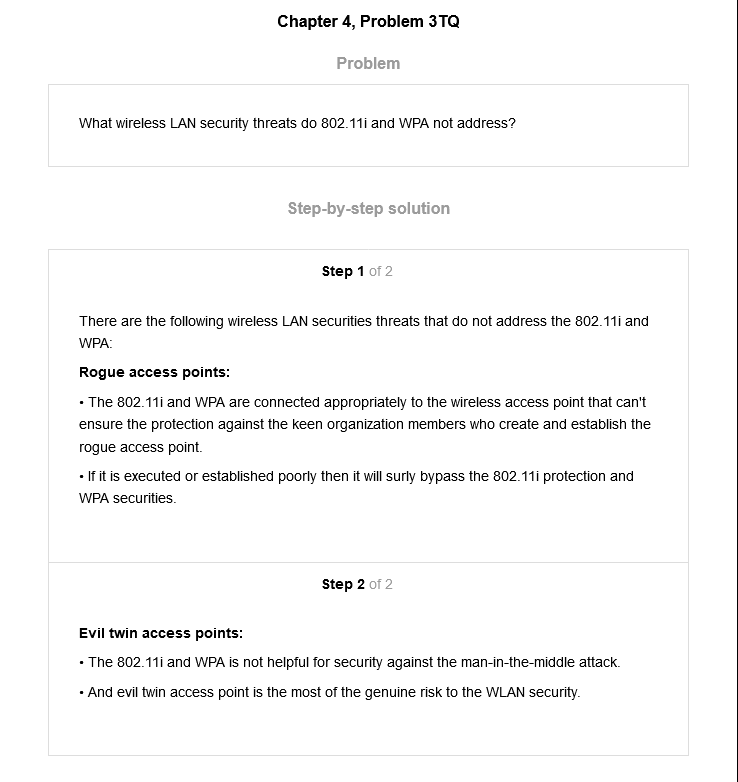 Chapter 4, Problem 3TQ
Problem
What wireless LAN security threats do 802.11i and WPA not address?
Step-by-step solution
Step 1 of 2
There are the following wireless LAN securities threats that do not address the 802.11i and
WPA:
Rogue access points:
• The 802.11i and WPA are connected appropriately to the wireless access point that can't
ensure the protection against the keen organization members who create and establish the
rogue access point.
• If it is executed or established poorly then it will surly bypass the 802.11i protection and
WPA securities.
Step 2 of 2
Evil twin access points:
• The 802.11i and WPA is not helpful for security against the man-in-the-middle attack.
• And evil twin access point is the most of the genuine risk to the WLAN security.